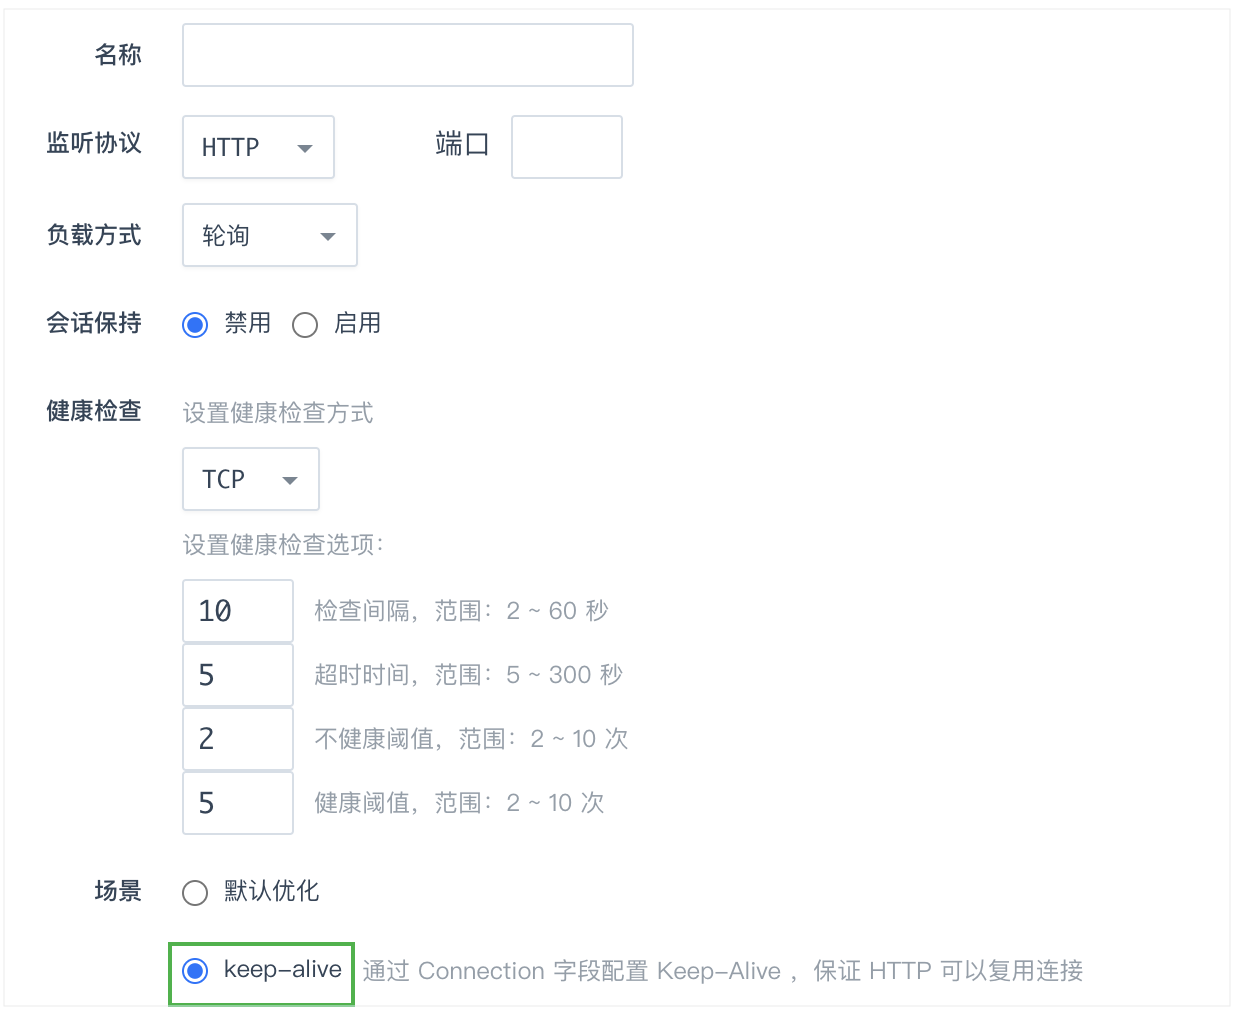 名称
监听协议 HTTP 端口
负载方式 轮询
会话保持 禁用 启用
健康检查 设置健康检查方式
TCP
设置健康检查选项：
10 检查间隔，范围：2 ~ 60 秒
5 超时时间，范围：5 ~ 300 秒
2 不健康阈值，范围：2 ~ 10 次
5 健康阈值，范围：2 ~ 10 次
场景 默认优化
keep-alive 通过 Connection 字段配置 Keep-Alive ，保证 HTTP 可以复用连接